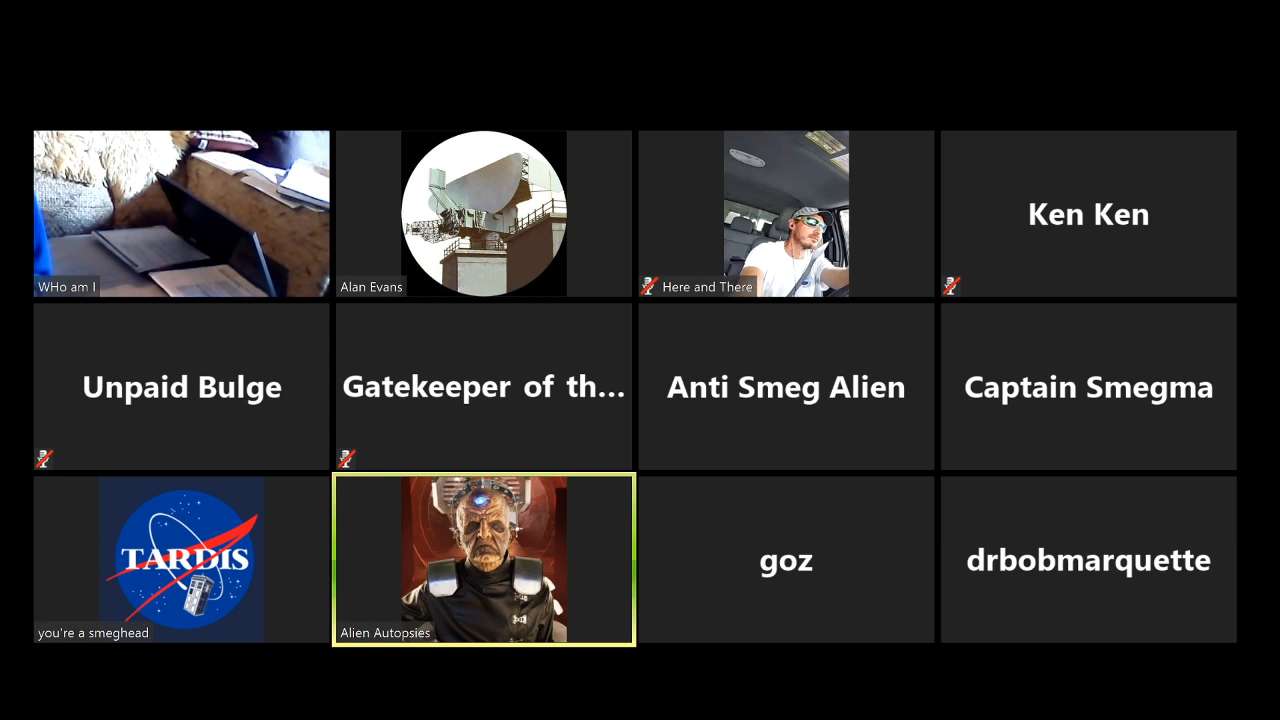 WHo am I
Alan Evans
Here and There
Ken Ken
Unpaid Bulge
Gatekeeper of th...
Anti Smeg Alien
Captain Smegma
TARDIS
you're a smeghead
Alien Autopsies
goz
drbobmarquette